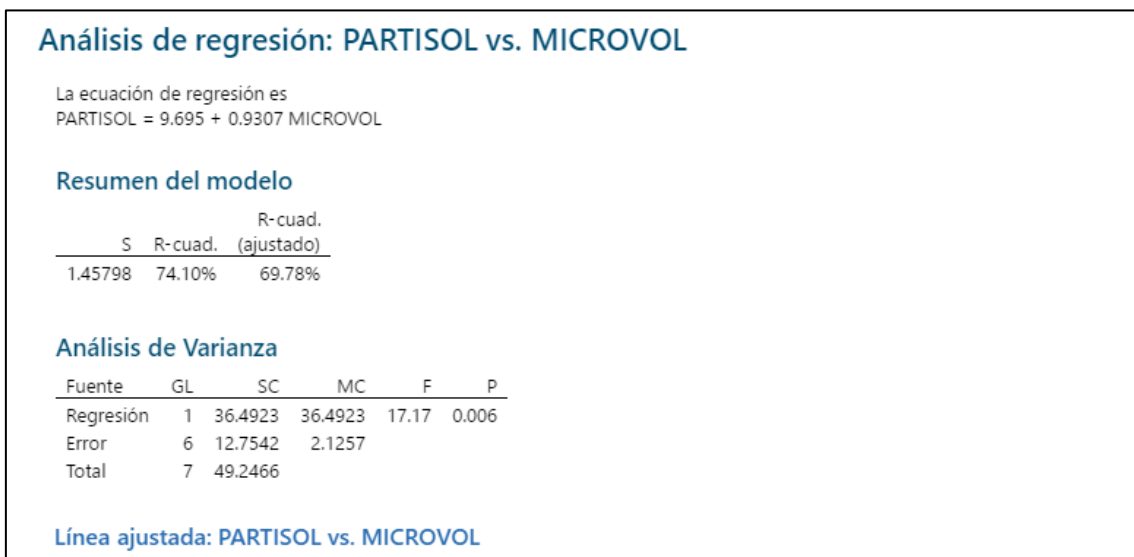 Análisis de regresión: PARTISOL vs. MICROVOL
La ecuación de regresión es
PARTISOL = 9.695 + 0.9307 MICROVOL
Resumen del modelo
R-cuad.
S R-cuad. (ajustado)
1.45798 74.10% 69.78%
Análisis de Varianza
Fuente GL SC MC F P
Regresión 1 36.4923 36.4923 17.17 0.006
Error 6 12.7542 2.1257
Total 7 49.2466
Línea ajustada: PARTISOL vs. MICROVOL